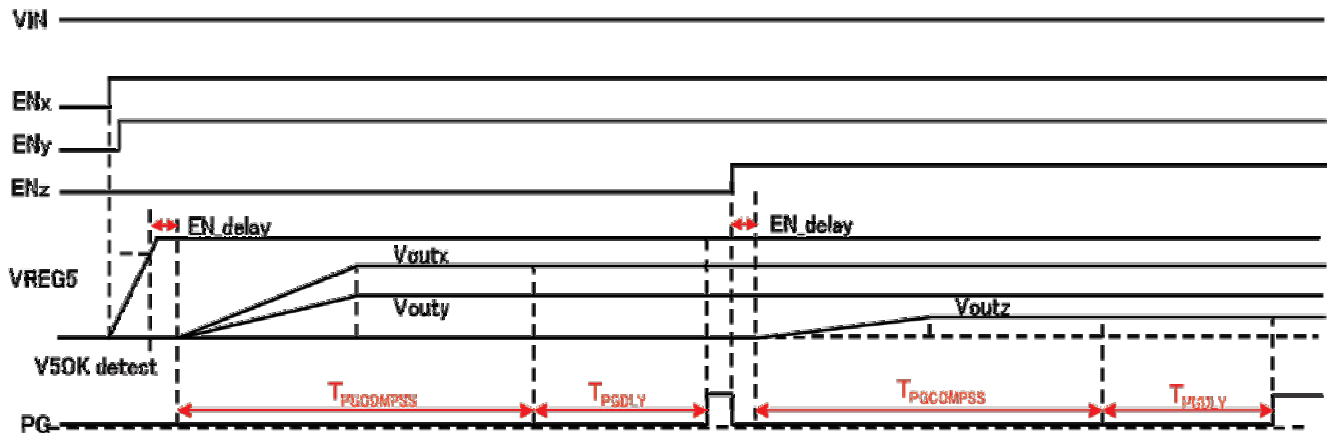 VIN
ENx
ENy
ENz
EN_delay
EN_delay
Voutx
VREG5
Vouty
Voutz
V5OK detect
TPGCOMPSS
TPGDLY
TPGCOMPSS
TPGDLY
PG